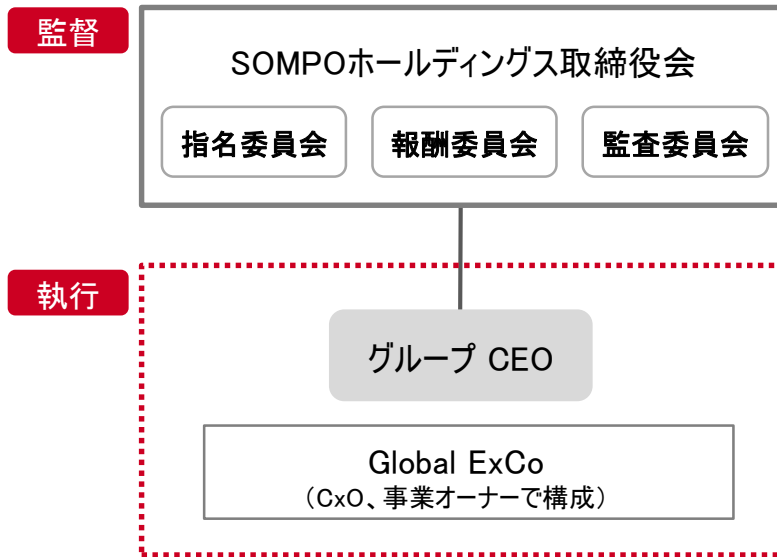 監督
SOMPOホールディングス取締役会
指名委員会 報酬委員会 監査委員会
執行
グループ CEO
Global ExCo
（CxO、事業オーナーで構成）